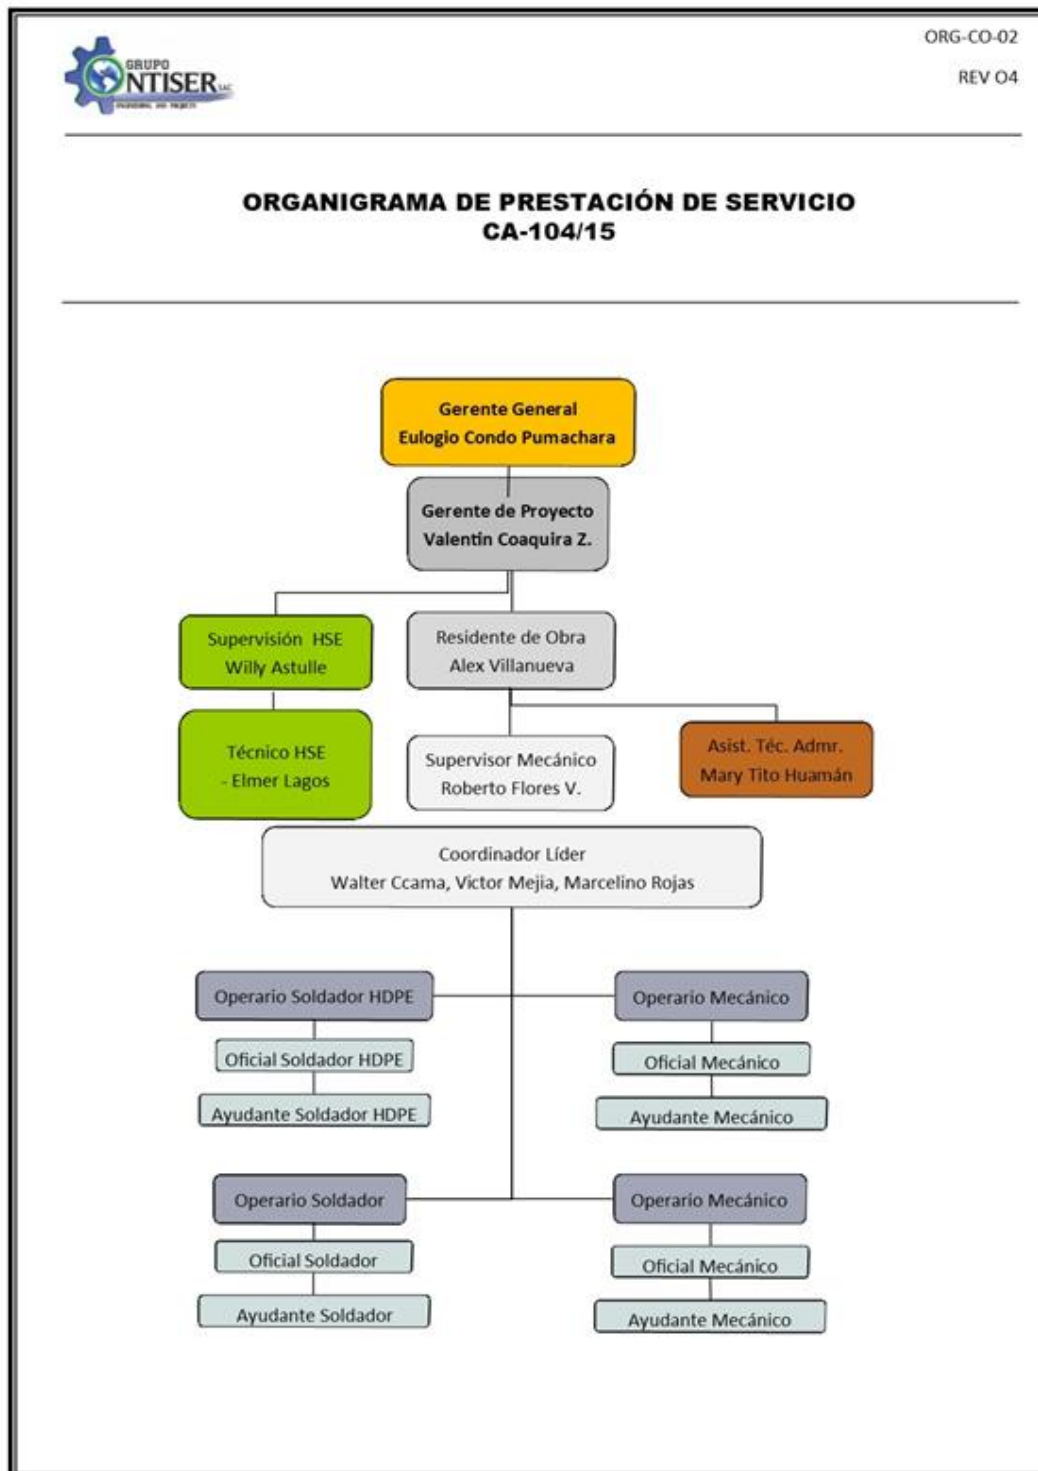 ORG-CO-02
GRUPO
NTISER SAC
ENGINEERING AND PROJECTS
REV O4
ORGANIGRAMA DE PRESTACIÓN DE SERVICIO
CA-104/15
Gerente General
Eulogio Condo Pumachara
Gerente de Proyecto
Valentin Coaquira Z.
Supervisión HSE
Willy Astulle
Residente de Obra
Alex Villanueva
Técnico HSE
- Elmer Lagos
Supervisor Mecánico
Roberto Flores V.
Asist. Téc. Admr.
Mary Tito Huamán
Coordinador Líder
Walter Ccama, Victor Mejia, Marcelino Rojas
Operario Soldador HDPE
Operario Mecánico
Oficial Soldador HDPE
Oficial Mecánico
Ayudante Soldador HDPE
Ayudante Mecánico
Operario Soldador
Operario Mecánico
Oficial Soldador
Oficial Mecánico
Ayudante Soldador
Ayudante Mecánico